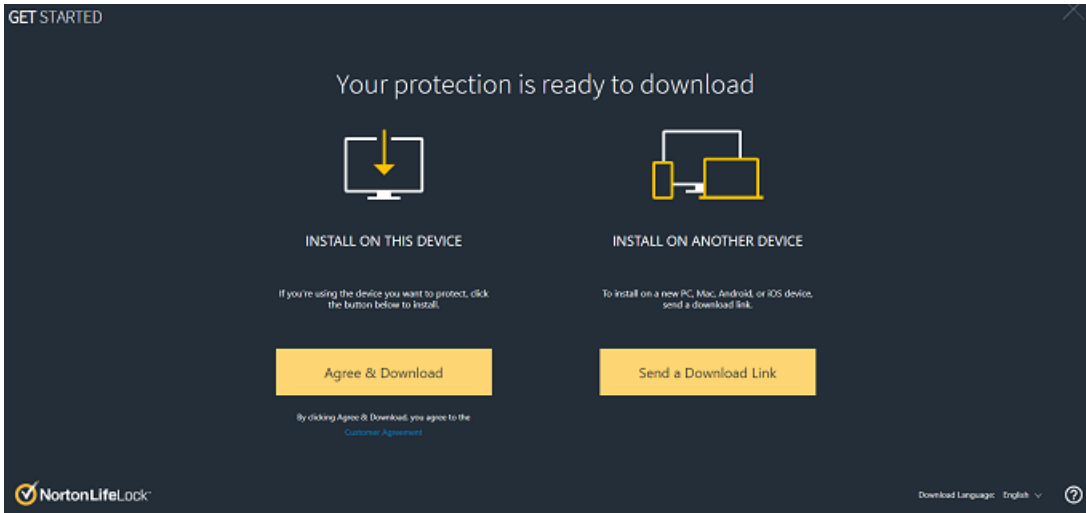 GET STARTED
Your protection is ready to download
INSTALL ON THIS DEVICE
If you're using the device you want to protect, click
the button below to install.
Agree & Download
By clicking Agree & Download, you agree to the
Customer Agreement
INSTALL ON ANOTHER DEVICE
To install on a new PC, Mac, Android, or iOS device,
send a download link.
Send a Download Link
NortonLifeLock
Download Language: English
?